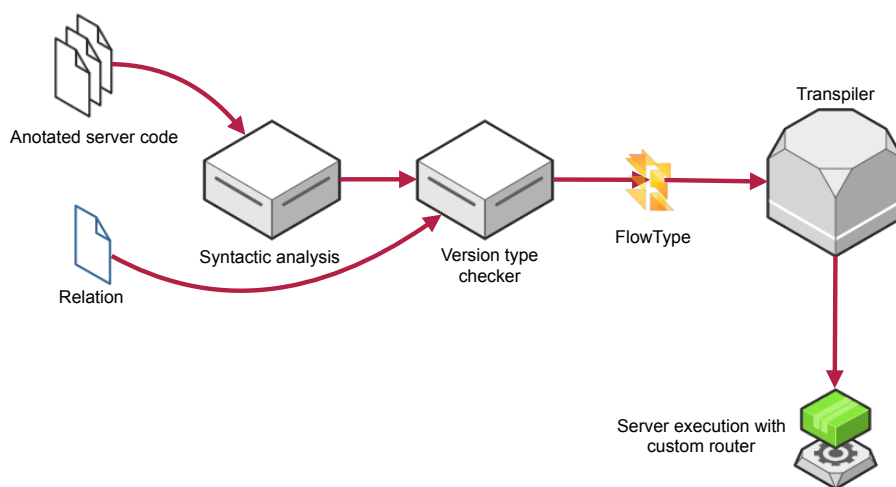 Anotated server code
Relation
Syntactic analysis
Version type
checker
FlowType
Transpiler
Server execution with
custom router